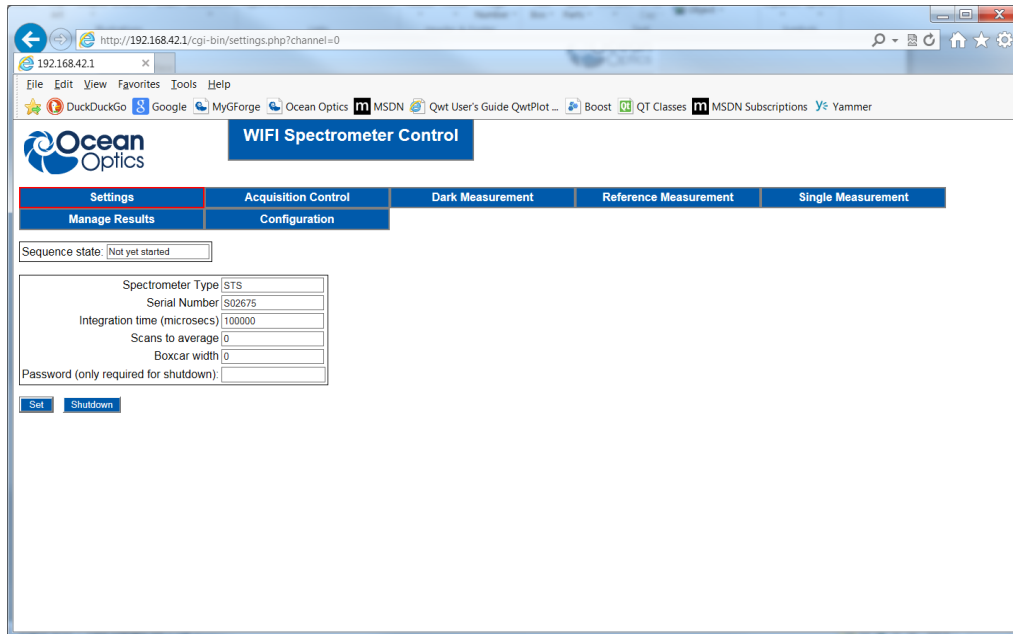 http://192.168.42.1/cgi-bin/settings.php?channel=0
192.168.42.1
File Edit View Favorites Tools Help
DuckDuckGo Google MyGForge Ocean Optics MSDN Qwt User's Guide QwtPlot ... Boost QT Classes MSDN Subscriptions Yammer
Ocean Optics
WIFI Spectrometer Control
Settings Acquisition Control Dark Measurement Reference Measurement Single Measurement
Manage Results Configuration
Sequence state: Not yet started
Spectrometer Type STS
Serial Number S02675
Integration time (microsecs) 100000
Scans to average 0
Boxcar width 0
Password (only required for shutdown):
Set Shutdown